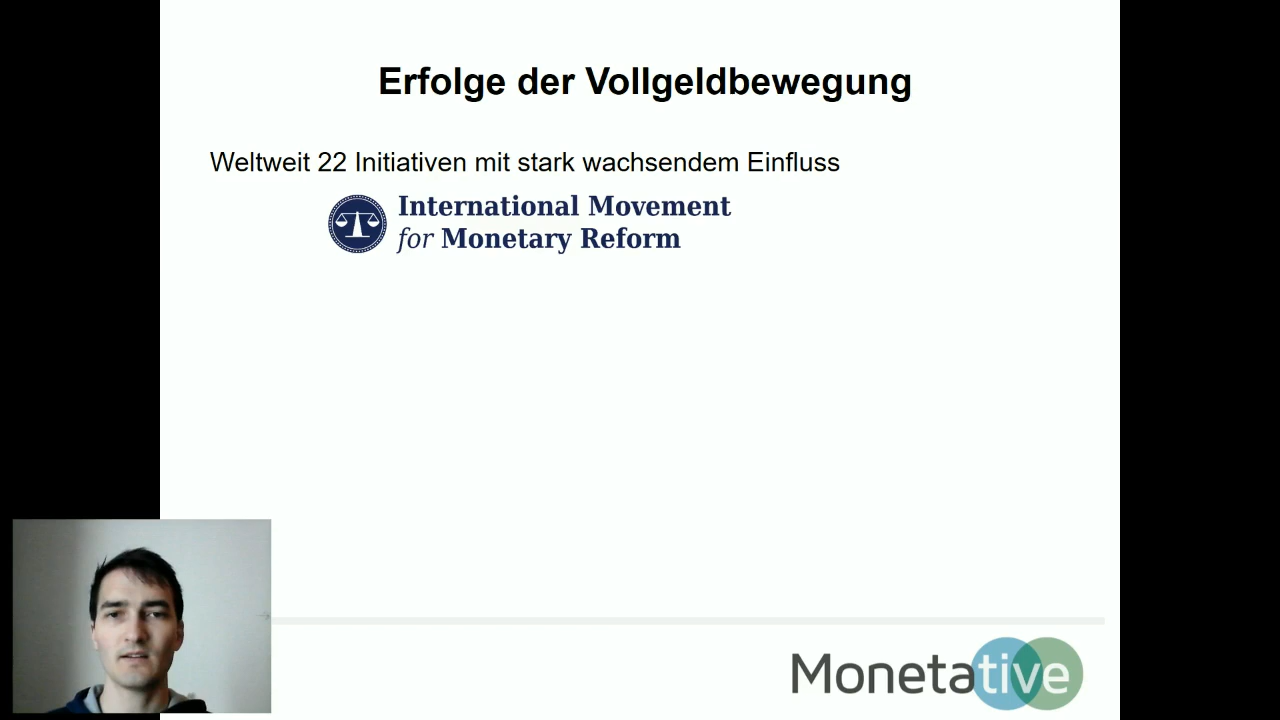 Erfolge der Vollgeldbewegung
Weltweit 22 Initiativen mit stark wachsendem Einfluss
International Movement
for Monetary Reform
Monetative